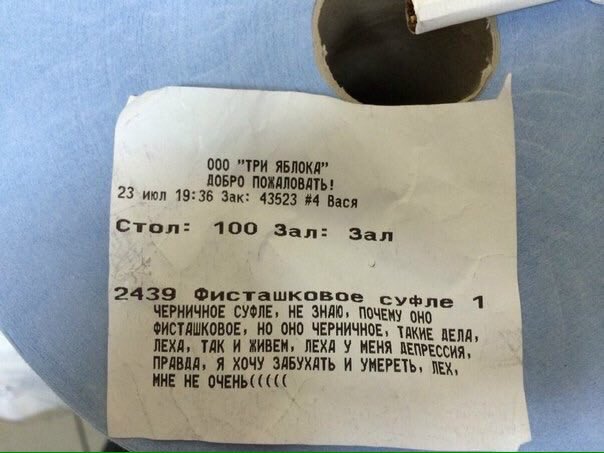 ООО "ТРИ ЯБЛОКА"
ДОБРО ПОЖАЛОВАТЬ!
23 июл 19:36 Зак: 43523 #4 Вася
Стол: 100 Зал: Зал
2439 Фисташковое суфле 1
ЧЕРНИЧНОЕ СУФЛЕ, НЕ ЗНАЮ, ПОЧЕМУ ОНО
ФИСТАШКОВОЕ, НО ОНО ЧЕРНИЧНОЕ, ТАКИЕ ДЕЛА,
ЛЕХА, ТАК И ЖИВЕМ, ЛЕХА У МЕНЯ ДЕПРЕССИЯ,
ПРАВДА, Я ХОЧУ ЗАБУХАТЬ И УМЕРЕТЬ, ЛЕХ,
МНЕ НЕ ОЧЕНЬ(((((